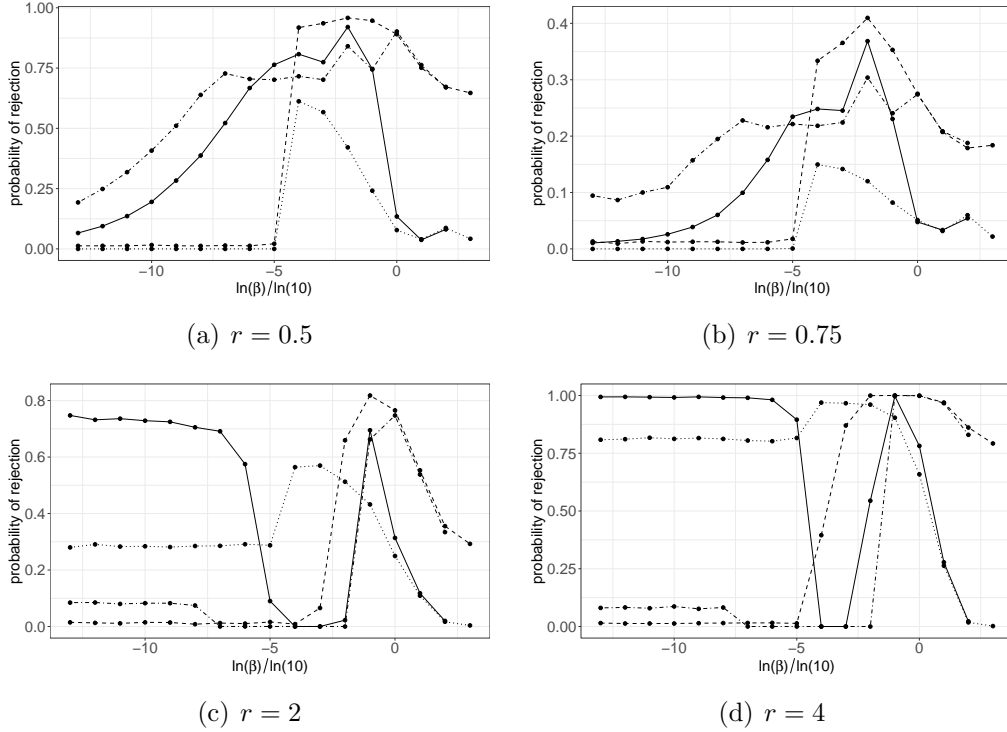 1.00
0.75
0.50
0.25
0.00
probability of rejection
−10
−5
0
ln(β)/ln(10)
(a) r = 0.5
0.4
0.3
0.2
0.1
0.0
probability of rejection
−10
−5
0
ln(β)/ln(10)
(b) r = 0.75
0.8
0.6
0.4
0.2
0.0
probability of rejection
−10
−5
0
ln(β)/ln(10)
(c) r = 2
1.00
0.75
0.50
0.25
0.00
probability of rejection
−10
−5
0
ln(β)/ln(10)
(d) r = 4